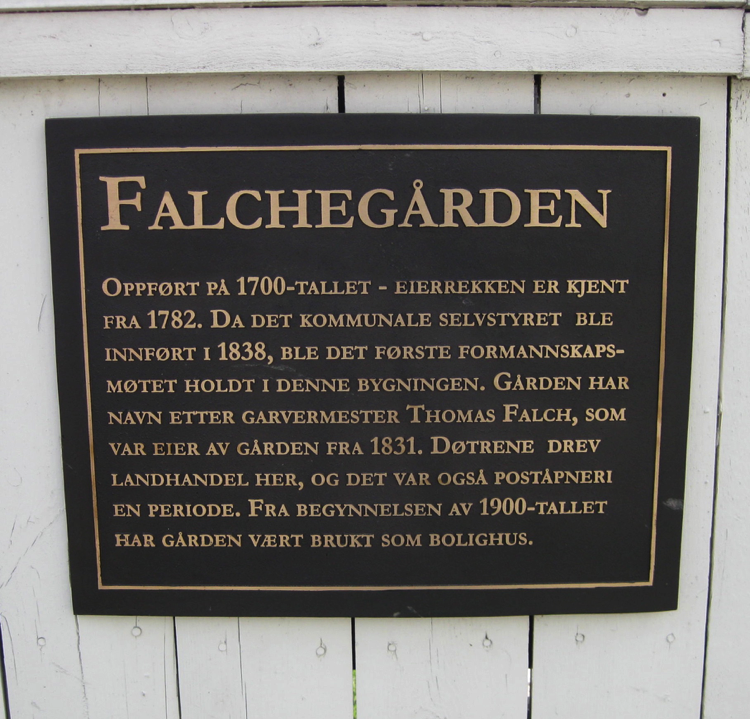 FALCHEGÅRDEN
OPPFØRT PÅ 1700-TALLET - EIERREKKEN ER KJENT
FRA 1782. DA DET KOMMUNALE SELVSTYRET BLE
INNFØRT I 1838, BLE DET FØRSTE FORMANNSKAPS-
MØTET HOLDT I DENNE BYGNINGEN. GÅRDEN HAR
NAVN ETTER GARVERMESTER THOMAS FALCH, SOM
VAR EIER AV GÅRDEN FRA 1831. DØTRENE DREV
LANDHANDEL HER, OG DET VAR OGSÅ POSTÅPNERI
EN PERIODE. FRA BEGYNNELSEN AV 1900-TALLET
HAR GÅRDEN VÆRT BRUKT SOM BOLIGHUS.